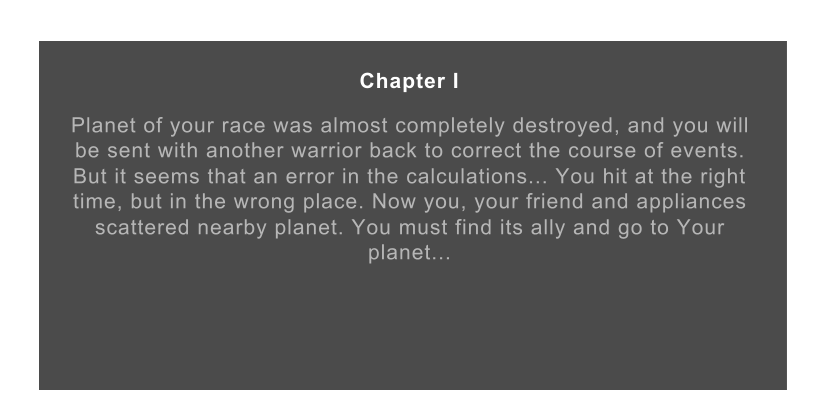 Chapter I
Planet of your race was almost completely destroyed, and you will
be sent with another warrior back to correct the course of events.
But it seems that an error in the calculations... You hit at the right
time, but in the wrong place. Now you, your friend and appliances
scattered nearby planet. You must find its ally and go to Your
planet...